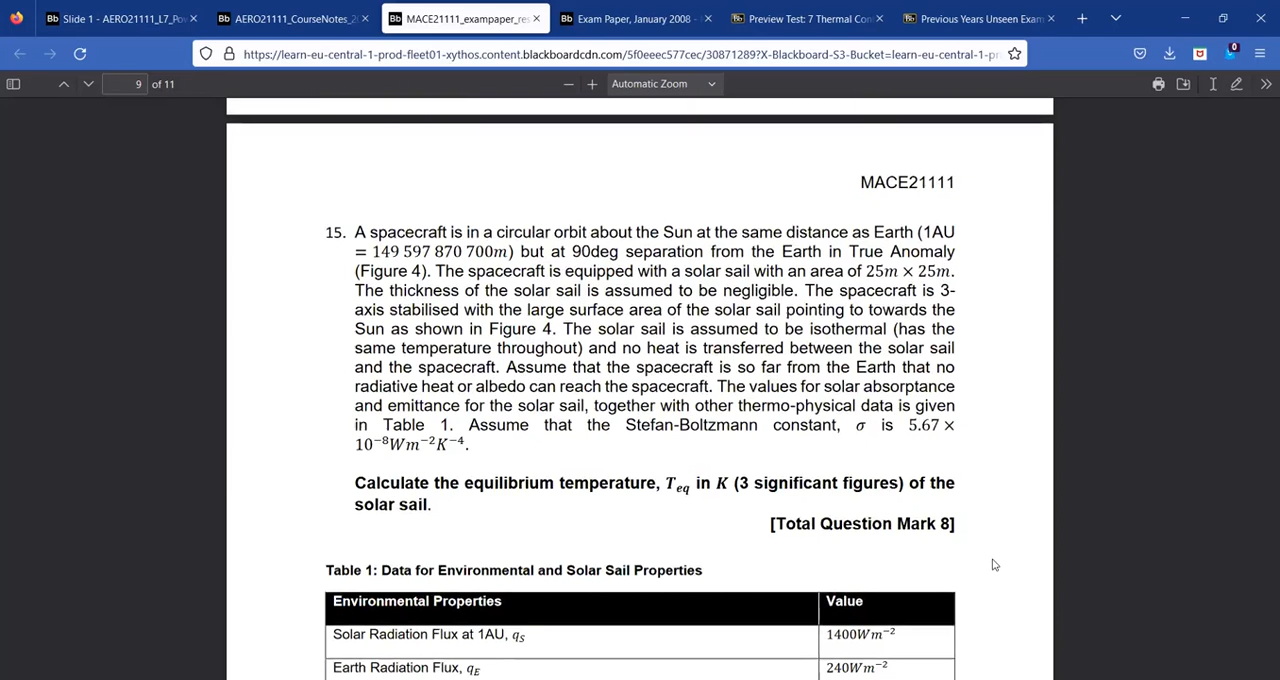 Slide 1 - AERO21111_L7_Pow
AERO21111_CourseNotes_2
MACE21111_exampaper_res
Exam Paper, January 2008 –
Preview Test: 7 Thermal Con
Previous Years Unseen Exam
https://learn-eu-central-1-prod-fleet01-xythos.content.blackboardcdn.com/5f0eeec577cec/30871289?X-Blackboard-S3-Bucket=learn-eu-central-1-pr
0
9 of 11
Automatic Zoom
MACE21111
15. A spacecraft is in a circular orbit about the Sun at the same distance as Earth (1AU
= 149 597 870 700m) but at 90deg separation from the Earth in True Anomaly
(Figure 4). The spacecraft is equipped with a solar sail with an area of 25m × 25m.
The thickness of the solar sail is assumed to be negligible. The spacecraft is 3-
axis stabilised with the large surface area of the solar sail pointing to towards the
Sun as shown in Figure 4. The solar sail is assumed to be isothermal (has the
same temperature throughout) and no heat is transferred between the solar sail
and the spacecraft. Assume that the spacecraft is so far from the Earth that no
radiative heat or albedo can reach the spacecraft. The values for solar absorptance
and emittance for the solar sail, together with other thermo-physical data is given
in Table 1. Assume that the Stefan-Boltzmann constant, σ is 5.67 ×
10⁻⁸Wm⁻²K⁻⁴.
Calculate the equilibrium temperature, T_eq in K (3 significant figures) of the
solar sail.
[Total Question Mark 8]
Table 1: Data for Environmental and Solar Sail Properties
Environmental Properties Value
Solar Radiation Flux at 1AU, q_S 1400Wm⁻²
Earth Radiation Flux, q_E 240Wm⁻²